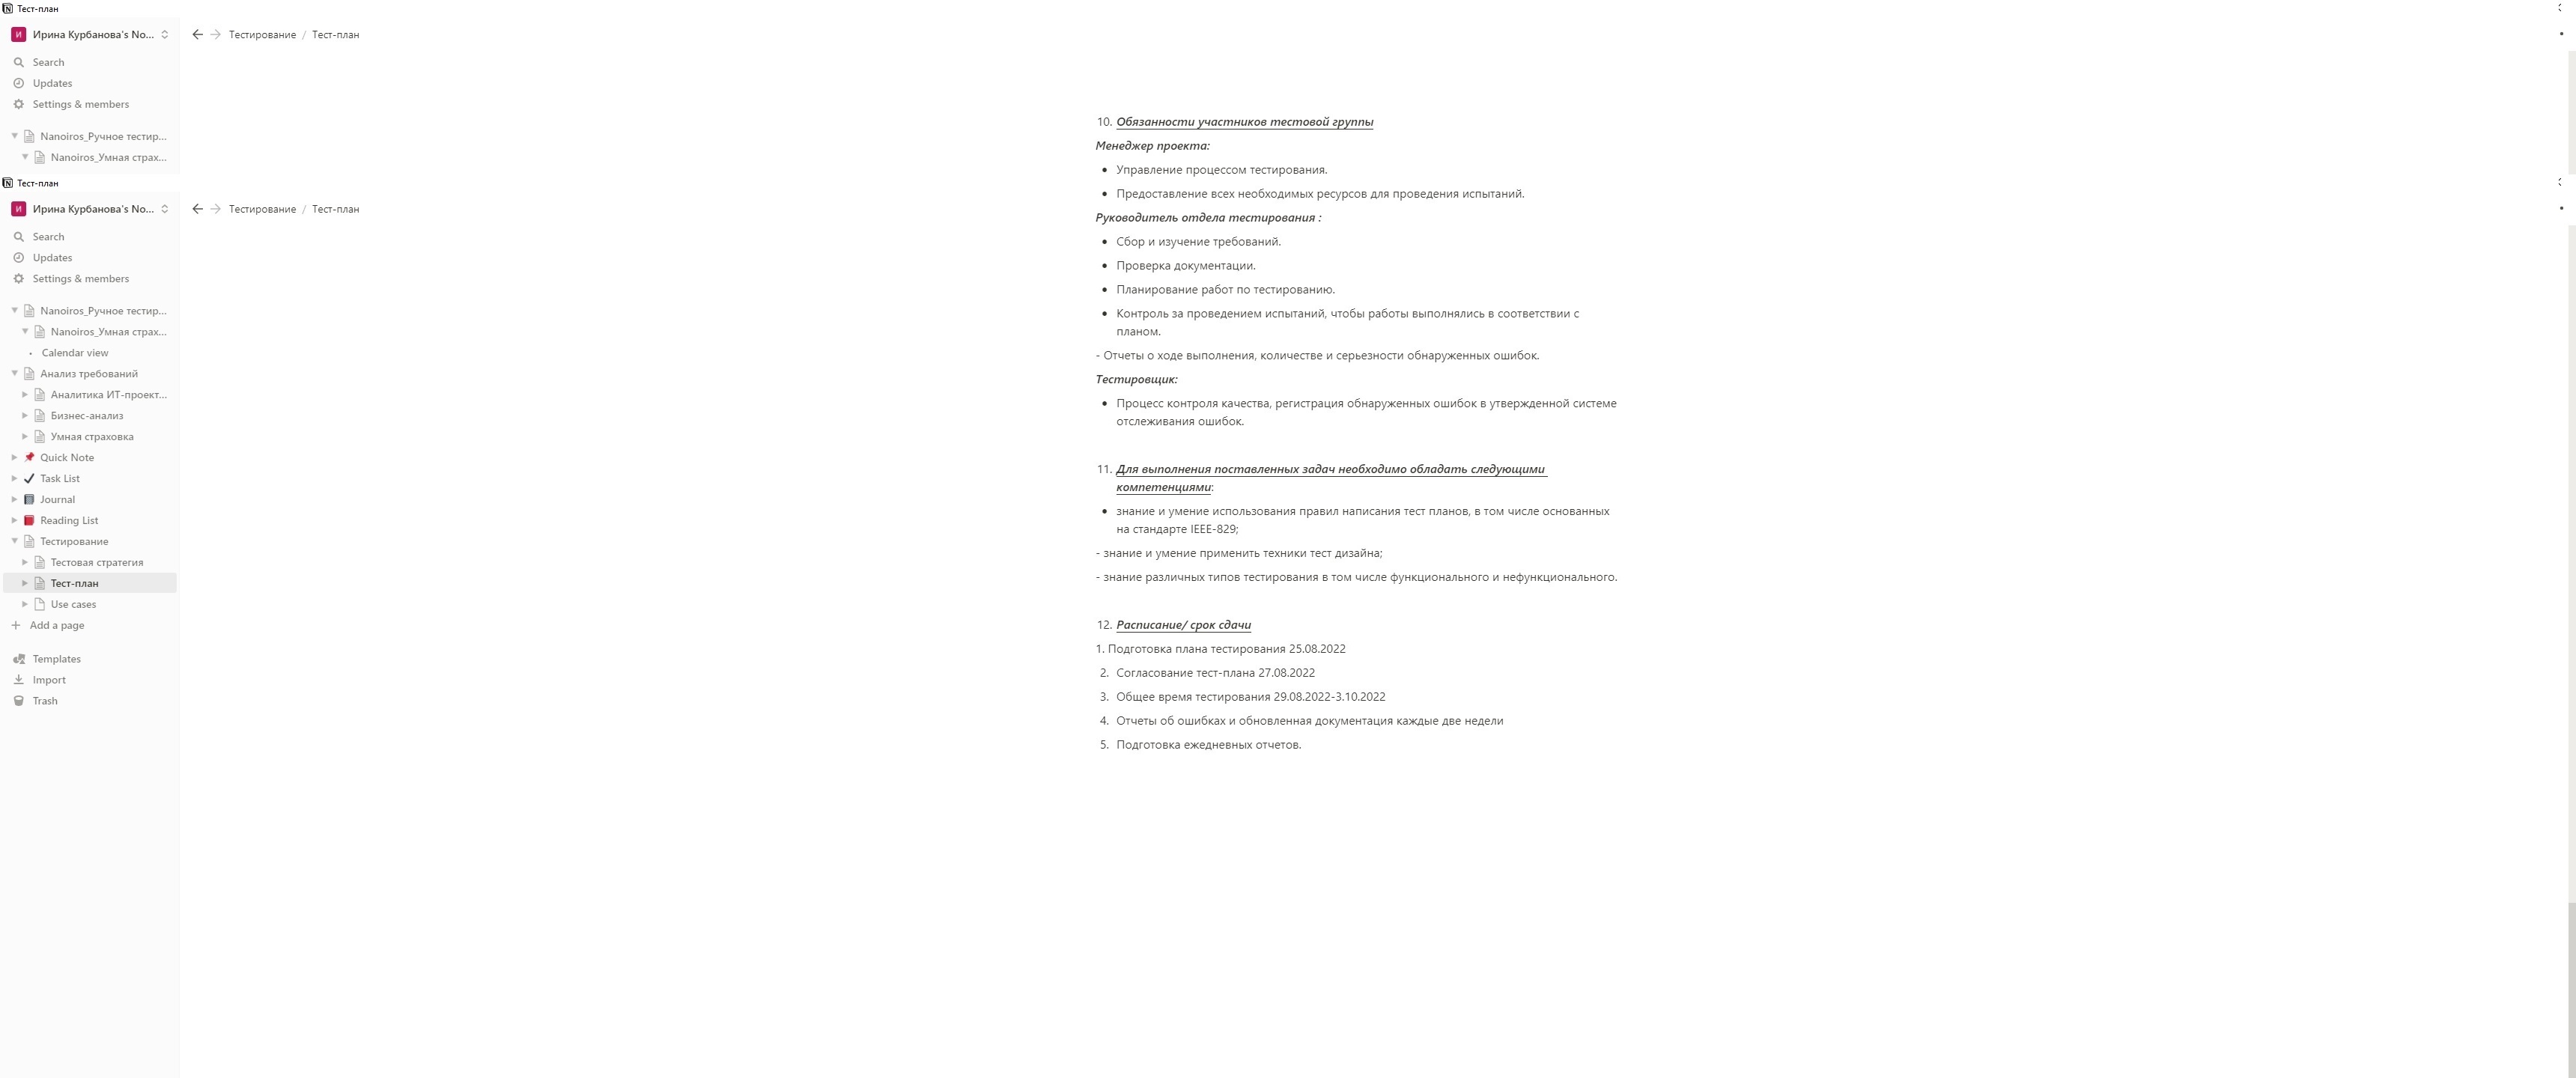 Тест-план
Ирина Курбанова's No...
Тестирование / Тест-план
Search
Updates
Settings & members
Nanoiros_Ручное тестир...
Nanoiros_Умная страх...
10. Обязанности участников тестовой группы
Менеджер проекта:
• Управление процессом тестирования.
• Предоставление всех необходимых ресурсов для проведения испытаний.
Тест-план
Ирина Курбанова's No...
Тестирование / Тест-план
Search
Updates
Settings & members
Nanoiros_Ручное тестир...
Nanoiros_Умная страх...
Calendar view
Анализ требований
Аналитика ИТ-проект...
Бизнес-анализ
Умная страховка
Quick Note
Task List
Journal
Reading List
Тестирование
Тестовая стратегия
Тест-план
Use cases
Add a page
Templates
Import
Trash
Руководитель отдела тестирования :
• Сбор и изучение требований.
• Проверка документации.
• Планирование работ по тестированию.
• Контроль за проведением испытаний, чтобы работы выполнялись в соответствии с
планом.
- Отчеты о ходе выполнения, количестве и серьезности обнаруженных ошибок.
Тестировщик:
• Процесс контроля качества, регистрация обнаруженных ошибок в утвержденной системе
отслеживания ошибок.
11. Для выполнения поставленных задач необходимо обладать следующими
компетенциями:
• знание и умение использования правил написания тест планов, в том числе основанных
на стандарте IEEE-829;
- знание и умение применить техники тест дизайна;
- знание различных типов тестирования в том числе функционального и нефункционального.
12. Расписание/ срок сдачи
1. Подготовка плана тестирования 25.08.2022
2. Согласование тест-плана 27.08.2022
3. Общее время тестирования 29.08.2022-3.10.2022
4. Отчеты об ошибках и обновленная документация каждые две недели
5. Подготовка ежедневных отчетов.